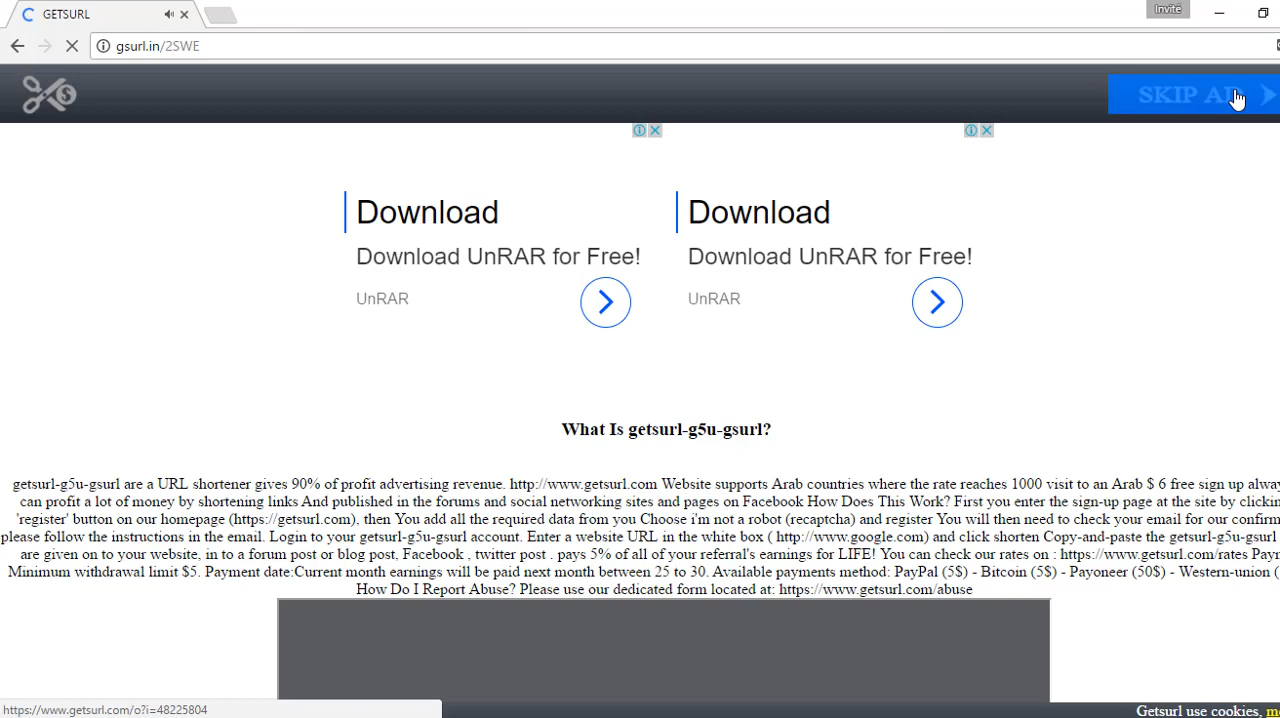 GETSURL
Invité
gsurl.in/2SWE
SKIP AD
Download
Download UnRAR for Free!
UnRAR
Download
Download UnRAR for Free!
UnRAR
What Is getsurl-g5u-gsurl?
getsurl-g5u-gsurl are a URL shortener gives 90% of profit advertising revenue. http://www.getsurl.com Website supports Arab countries where the rate reaches 1000 visit to an Arab $ 6 free sign up
can profit a lot of money by shortening links And published in the forums and social networking sites and pages on Facebook How Does This Work? First you enter the sign-up page at the site by
'register' button on our homepage (https://getsurl.com), then You add all the required data from you Choose i'm not a robot (recaptcha) and register You will then need to check your email for our
please follow the instructions in the email. Login to your getsurl-g5u-gsurl account. Enter a website URL in the white box ( http://www.google.com) and click shorten Copy-and-paste the getsurl-g5u-gsurl
are given on to your website, in to a forum post or blog post, Facebook , twitter post . pays 5% of all of your referral's earnings for LIFE! You can check our rates on : https://www.getsurl.com/rates
Minimum withdrawal limit $5. Payment date:Current month earnings will be paid next month between 25 to 30. Available payments method: PayPal (5$) - Bitcoin (5$) - Payoneer (50$) - Western-union (
How Do I Report Abuse? Please use our dedicated form located at: https://www.getsurl.com/abuse
https://www.getsurl.com/o?i=48225804
Getsurl use cookies.